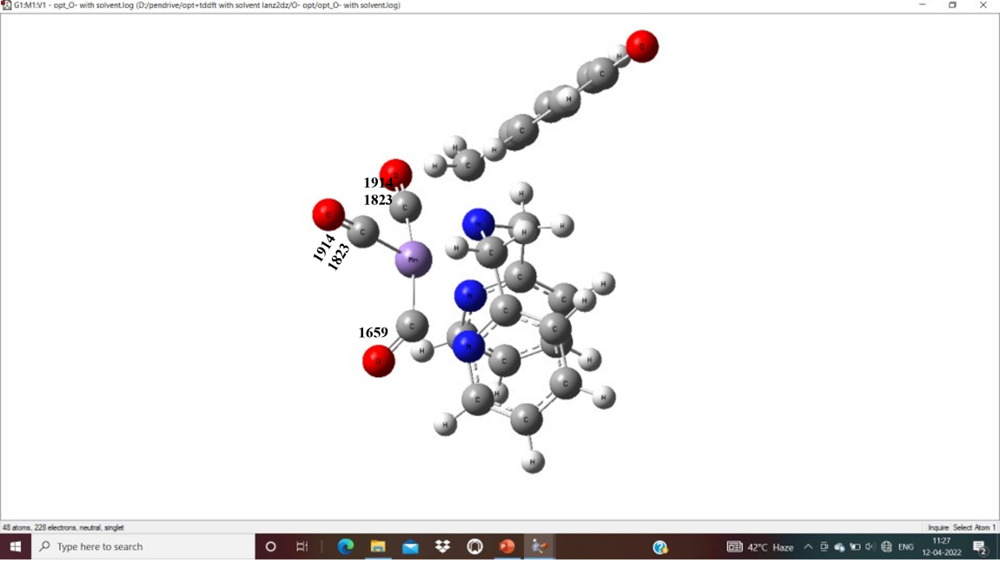 G1:M1:V1 - opt_O- with solvent.log (D:/pendrive/opt+tddft with solvent lanz2dz/O- opt/opt_O- with solvent.log)
1914
1823
1914
1823
Mn
1659
48 atoms, 228 electrons, neutral, singlet
Inquire Select Atom 1
Type here to search
42°C Haze
ENG
11:27
12-04-2022
2